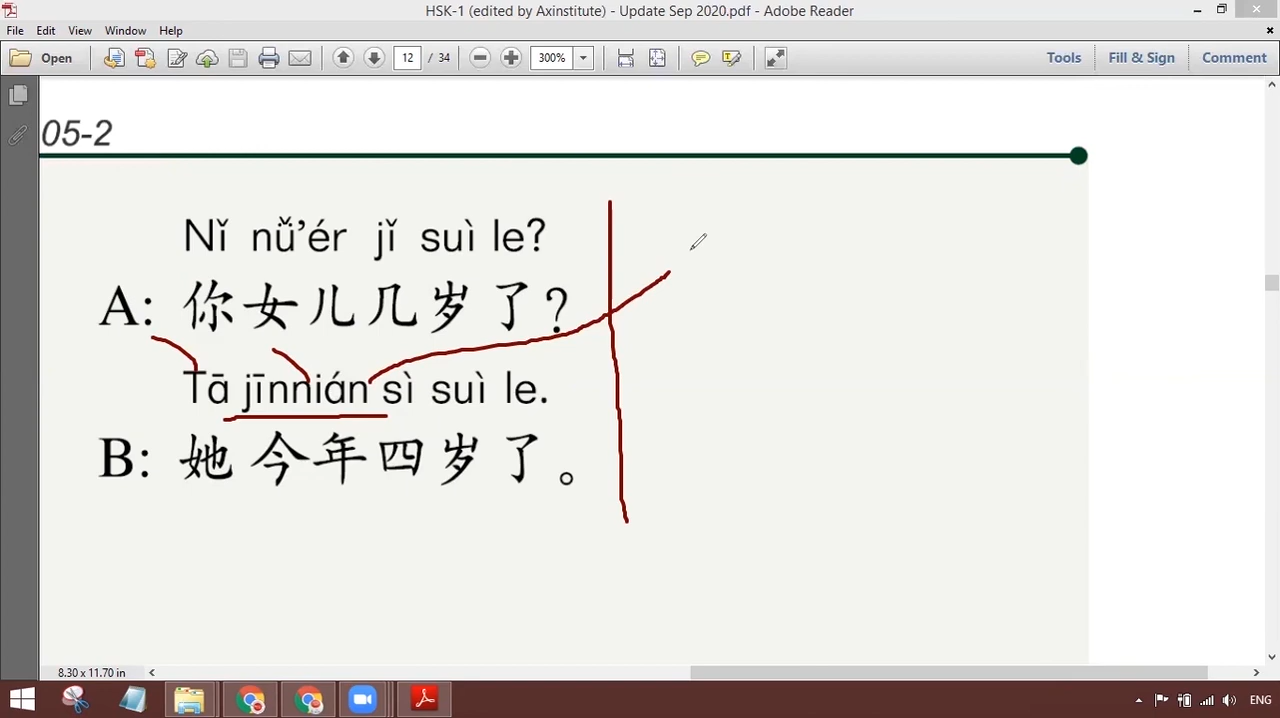 HSK-1 (edited by Axinstitute) - Update Sep 2020.pdf - Adobe Reader
File Edit View Window Help
Open 12 / 34 300% Tools Fill & Sign Comment
05-2
Nǐ nǚ'ér jǐ suì le?
A: 你女儿几岁了?
Tā jīnnián sì suì le.
B: 她今年四岁了。
8.30 x 11.70 in
ENG